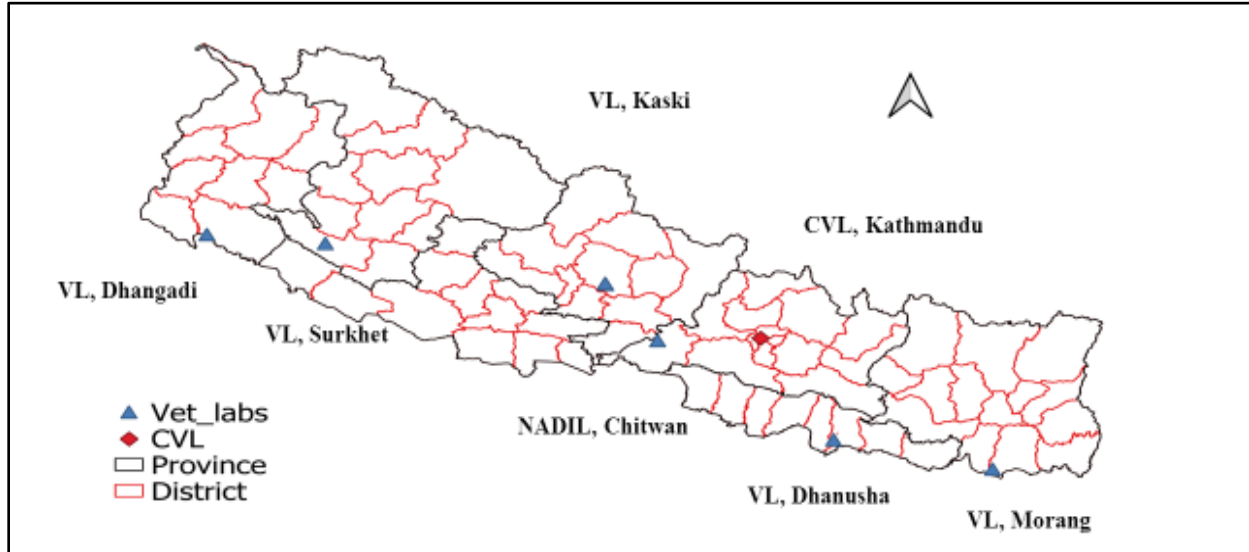 VL, Kaski
CVL, Kathmandu
VL, Dhangadi
VL, Surkhet
NADIL, Chitwan
VL, Dhanusha
VL, Morang
Vet_labs
CVL
Province
District